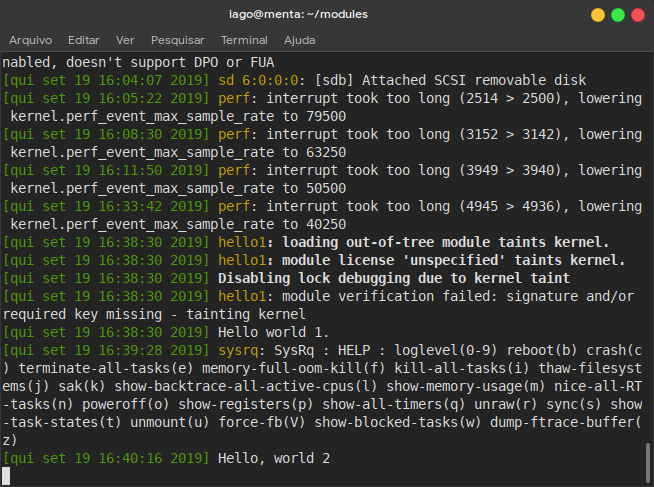 lago@menta: ~/modules
Arquivo Editar Ver Pesquisar Terminal Ajuda
nabled, doesn't support DPO or FUA
[qui set 19 16:04:07 2019] sd 6:0:0:0: [sdb] Attached SCSI removable disk
[qui set 19 16:05:22 2019] perf: interrupt took too long (2514 > 2500), lowering
kernel.perf_event_max_sample_rate to 79500
[qui set 19 16:08:30 2019] perf: interrupt took too long (3152 > 3142), lowering
kernel.perf_event_max_sample_rate to 63250
[qui set 19 16:11:50 2019] perf: interrupt took too long (3949 > 3940), lowering
kernel.perf_event_max_sample_rate to 50500
[qui set 19 16:33:42 2019] perf: interrupt took too long (4945 > 4936), lowering
kernel.perf_event_max_sample_rate to 40250
[qui set 19 16:38:30 2019] hello1: loading out-of-tree module taints kernel.
[qui set 19 16:38:30 2019] hello1: module license 'unspecified' taints kernel.
[qui set 19 16:38:30 2019] Disabling lock debugging due to kernel taint
[qui set 19 16:38:30 2019] hello1: module verification failed: signature and/or
required key missing - tainting kernel
[qui set 19 16:38:30 2019] Hello world 1.
[qui set 19 16:39:28 2019] sysrq: SysRq : HELP : loglevel(0-9) reboot(b) crash(c
) terminate-all-tasks(e) memory-full-oom-kill(f) kill-all-tasks(i) thaw-filesyst
ems(j) sak(k) show-backtrace-all-active-cpus(l) show-memory-usage(m) nice-all-RT
-tasks(n) poweroff(o) show-registers(p) show-all-timers(q) unraw(r) sync(s) show
-task-states(t) unmount(u) force-fb(V) show-blocked-tasks(w) dump-ftrace-buffer(
z)
[qui set 19 16:40:16 2019] Hello, world 2